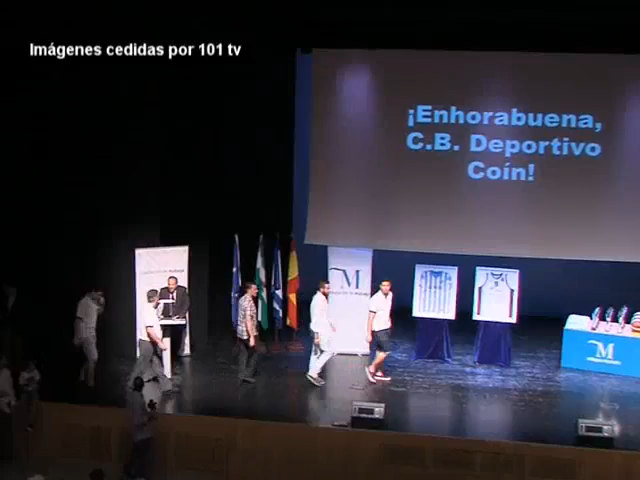 Imágenes cedidas por 101 tv
¡Enhorabuena,
C.B. Deportivo
Coín!
M
M